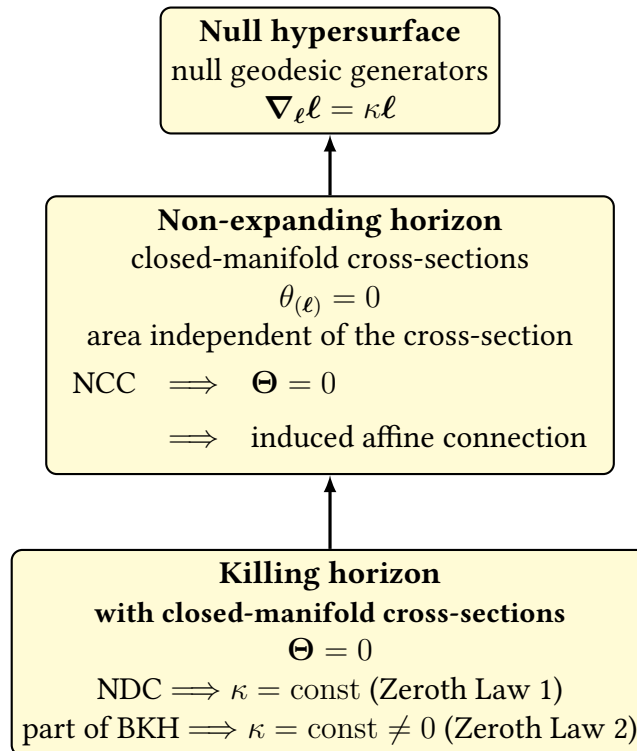 Null hypersurface
null geodesic generators
∇_ℓ ℓ = κℓ
Non-expanding horizon
closed-manifold cross-sections
θ_(ℓ) = 0
area independent of the cross-section
NCC ⟹ Θ = 0
⟹ induced affine connection
Killing horizon
with closed-manifold cross-sections
Θ = 0
NDC ⟹ κ = const (Zeroth Law 1)
part of BKH ⟹ κ = const ≠ 0 (Zeroth Law 2)